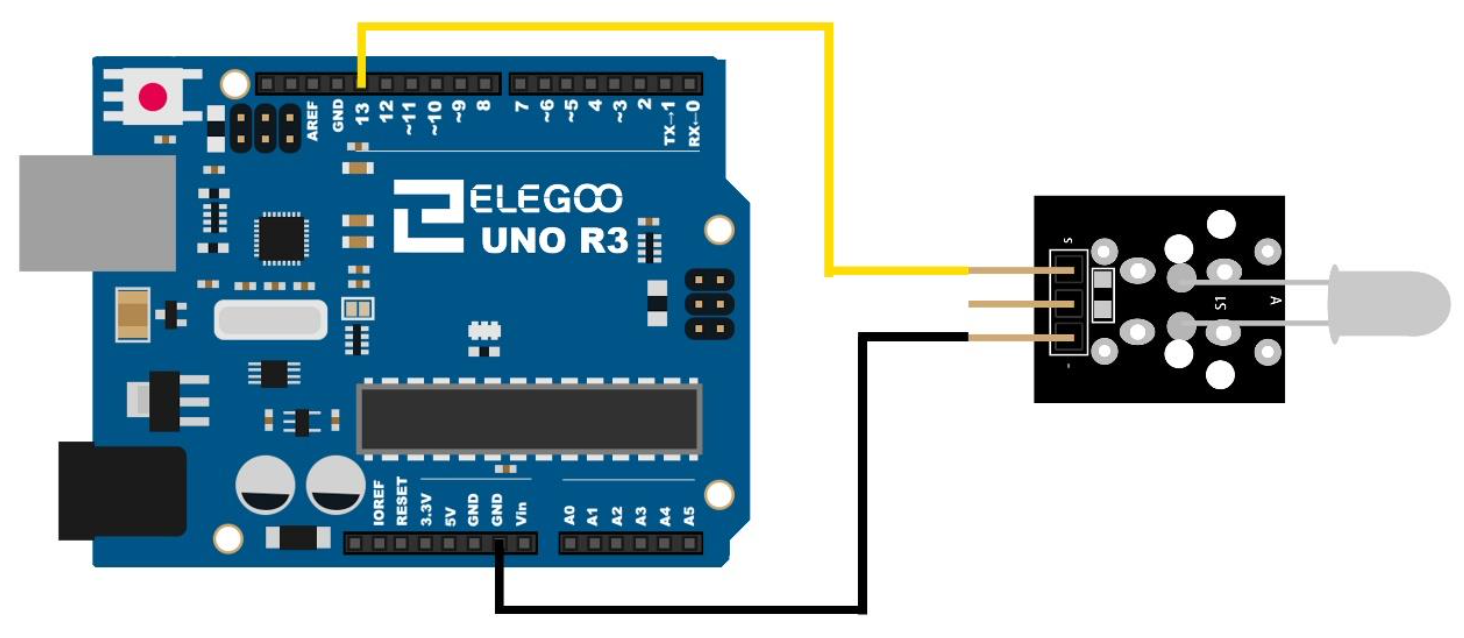 AREF
GND
13
12
~11
~10
~9
8
7
~6
~5
4
~3
2
TX→1
RX←0
ELEGOO
UNO R3
S
S1
A
-
IOREF
RESET
3.3V
5V
GND
GND
Vin
A0
A1
A2
A3
A4
A5